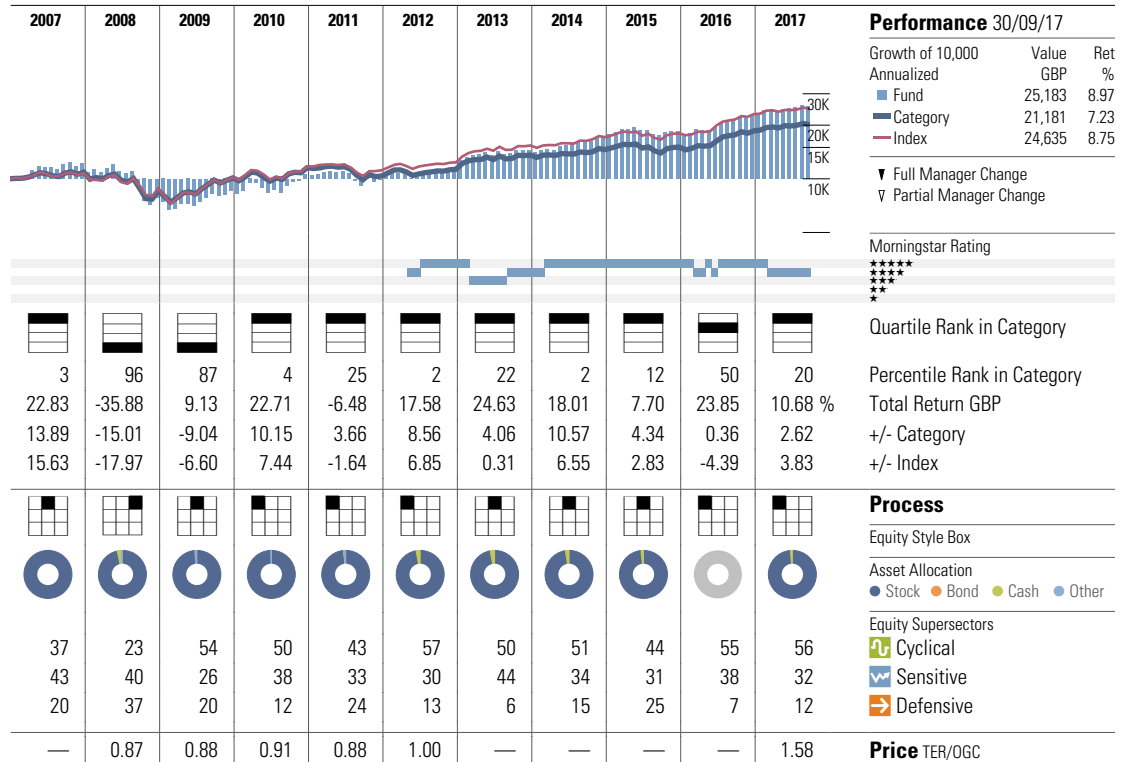 2007 2008 2009 2010 2011 2012 2013 2014 2015 2016 2017
Performance 30/09/17
Growth of 10,000 Value Ret
Annualized GBP %
Fund 25,183 8.97
Category 21,181 7.23
Index 24,635 8.75
30K
20K
15K
10K
Full Manager Change
Partial Manager Change
Morningstar Rating
★★★★★
★★★★
★★★
★★
★
Quartile Rank in Category
3 96 87 4 25 2 22 2 12 50 20 Percentile Rank in Category
22.83 -35.88 9.13 22.71 -6.48 17.58 24.63 18.01 7.70 23.85 10.68 % Total Return GBP
13.89 -15.01 -9.04 10.15 3.66 8.56 4.06 10.57 4.34 0.36 2.62 +/- Category
15.63 -17.97 -6.60 7.44 -1.64 6.85 0.31 6.55 2.83 -4.39 3.83 +/- Index
Process
Equity Style Box
Asset Allocation
Stock Bond Cash Other
Equity Supersectors
37 23 54 50 43 57 50 51 44 55 56 Cyclical
43 40 26 38 33 30 44 34 31 38 32 Sensitive
20 37 20 12 24 13 6 15 25 7 12 Defensive
— 0.87 0.88 0.91 0.88 1.00 — — — — 1.58 Price TER/OGC